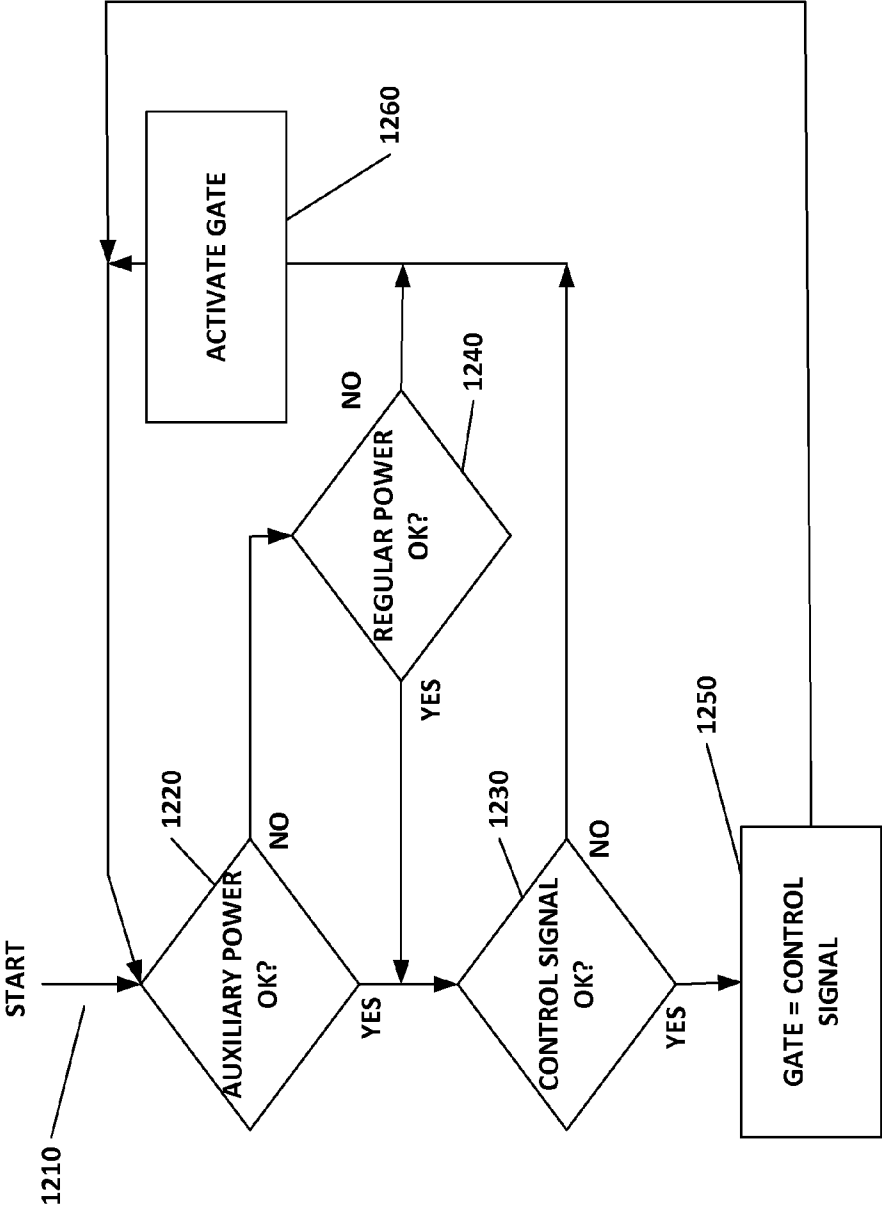 START
1210
AUXILIARY POWER
OK?
1220
NO
YES
REGULAR POWER
OK?
1240
NO
YES
CONTROL SIGNAL
OK?
1230
NO
YES
ACTIVATE GATE
1260
GATE = CONTROL
SIGNAL
1250